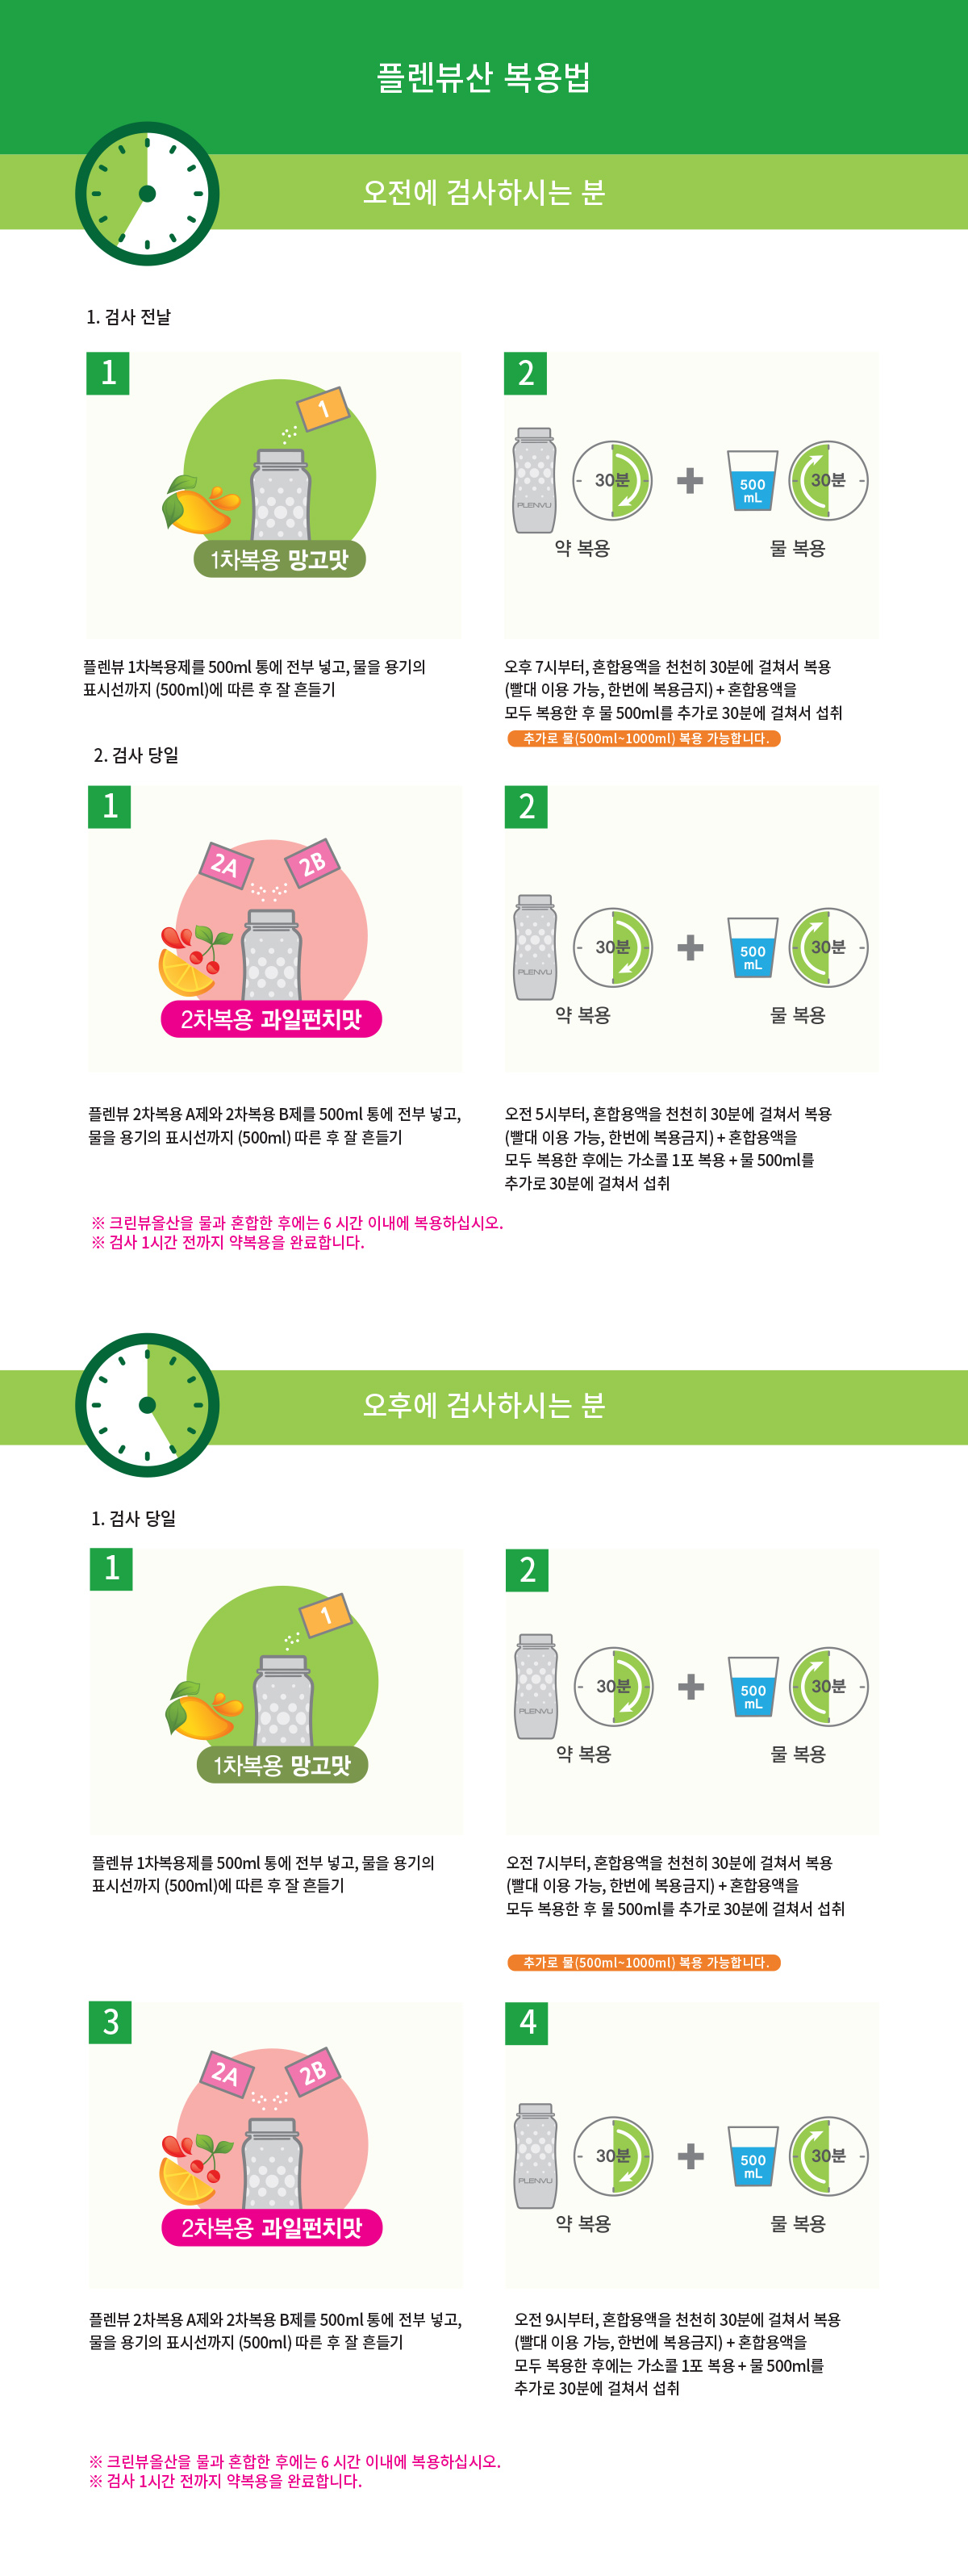 플렌뷰산 복용법
오전에 검사하시는 분
1. 검사 전날
1
1
1차복용 망고맛
플렌뷰 1차복용제를 500ml 통에 전부 넣고, 물을 용기의
표시선까지 (500ml)에 따른 후 잘 흔들기
2
PLENVU
30분
500
mL
30분
약 복용
물 복용
오후 7시부터, 혼합용액을 천천히 30분에 걸쳐서 복용
(빨대 이용 가능, 한번에 복용금지) + 혼합용액을
모두 복용한 후 물 500ml를 추가로 30분에 걸쳐서 섭취
추가로 물(500ml~1000ml) 복용 가능합니다.
2. 검사 당일
1
2A
2B
2차복용 과일펀치맛
플렌뷰 2차복용 A제와 2차복용 B제를 500ml 통에 전부 넣고,
물을 용기의 표시선까지 (500ml) 따른 후 잘 흔들기
2
PLENVU
30분
500
mL
30분
약 복용
물 복용
오전 5시부터, 혼합용액을 천천히 30분에 걸쳐서 복용
(빨대 이용 가능, 한번에 복용금지) + 혼합용액을
모두 복용한 후에는 가소콜 1포 복용 + 물 500ml를
추가로 30분에 걸쳐서 섭취
※ 크린뷰올산을 물과 혼합한 후에는 6 시간 이내에 복용하십시오.
※ 검사 1시간 전까지 약복용을 완료합니다.
오후에 검사하시는 분
1. 검사 당일
1
1
1차복용 망고맛
플렌뷰 1차복용제를 500ml 통에 전부 넣고, 물을 용기의
표시선까지 (500ml)에 따른 후 잘 흔들기
2
PLENVU
30분
500
mL
30분
약 복용
물 복용
오전 7시부터, 혼합용액을 천천히 30분에 걸쳐서 복용
(빨대 이용 가능, 한번에 복용금지) + 혼합용액을
모두 복용한 후 물 500ml를 추가로 30분에 걸쳐서 섭취
추가로 물(500ml~1000ml) 복용 가능합니다.
3
2A
2B
2차복용 과일펀치맛
플렌뷰 2차복용 A제와 2차복용 B제를 500ml 통에 전부 넣고,
물을 용기의 표시선까지 (500ml) 따른 후 잘 흔들기
4
PLENVU
30분
500
mL
30분
약 복용
물 복용
오전 9시부터, 혼합용액을 천천히 30분에 걸쳐서 복용
(빨대 이용 가능, 한번에 복용금지) + 혼합용액을
모두 복용한 후에는 가소콜 1포 복용 + 물 500ml를
추가로 30분에 걸쳐서 섭취
※ 크린뷰올산을 물과 혼합한 후에는 6 시간 이내에 복용하십시오.
※ 검사 1시간 전까지 약복용을 완료합니다.